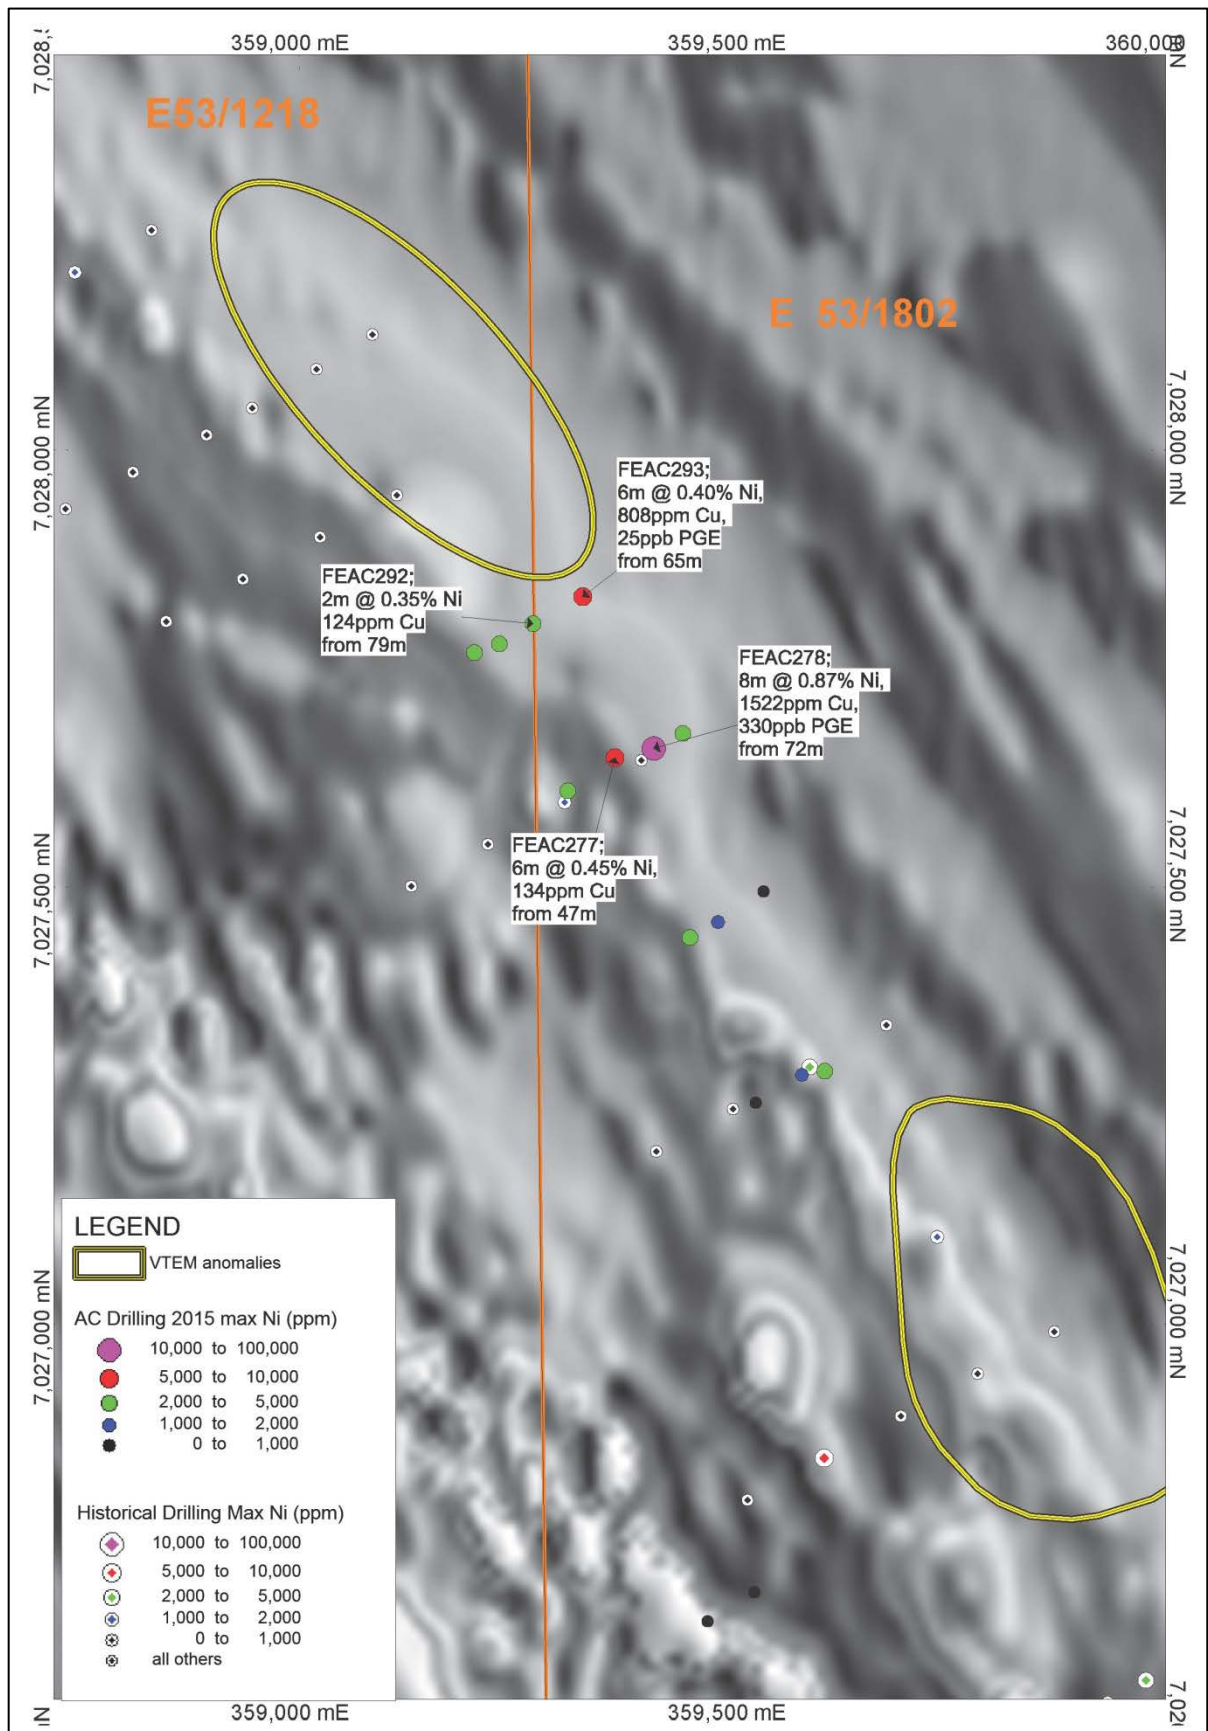 359,000 mE
359,500 mE
360,000
7,028,
E53/1218
E 53/1802
7,028,000 mN
7,028,000 mN
FEAC293;
6m @ 0.40% Ni,
808ppm Cu,
25ppb PGE
from 65m
FEAC292;
2m @ 0.35% Ni
124ppm Cu
from 79m
FEAC278;
8m @ 0.87% Ni,
1522ppm Cu,
330ppb PGE
from 72m
FEAC277;
6m @ 0.45% Ni,
134ppm Cu
from 47m
7,027,500 mN
7,027,500 mN
7,027,000 mN
7,027,000 mN
LEGEND
VTEM anomalies
AC Drilling 2015 max Ni (ppm)
10,000 to 100,000
5,000 to 10,000
2,000 to 5,000
1,000 to 2,000
0 to 1,000
Historical Drilling Max Ni (ppm)
10,000 to 100,000
5,000 to 10,000
2,000 to 5,000
1,000 to 2,000
0 to 1,000
all others
359,000 mE
359,500 mE